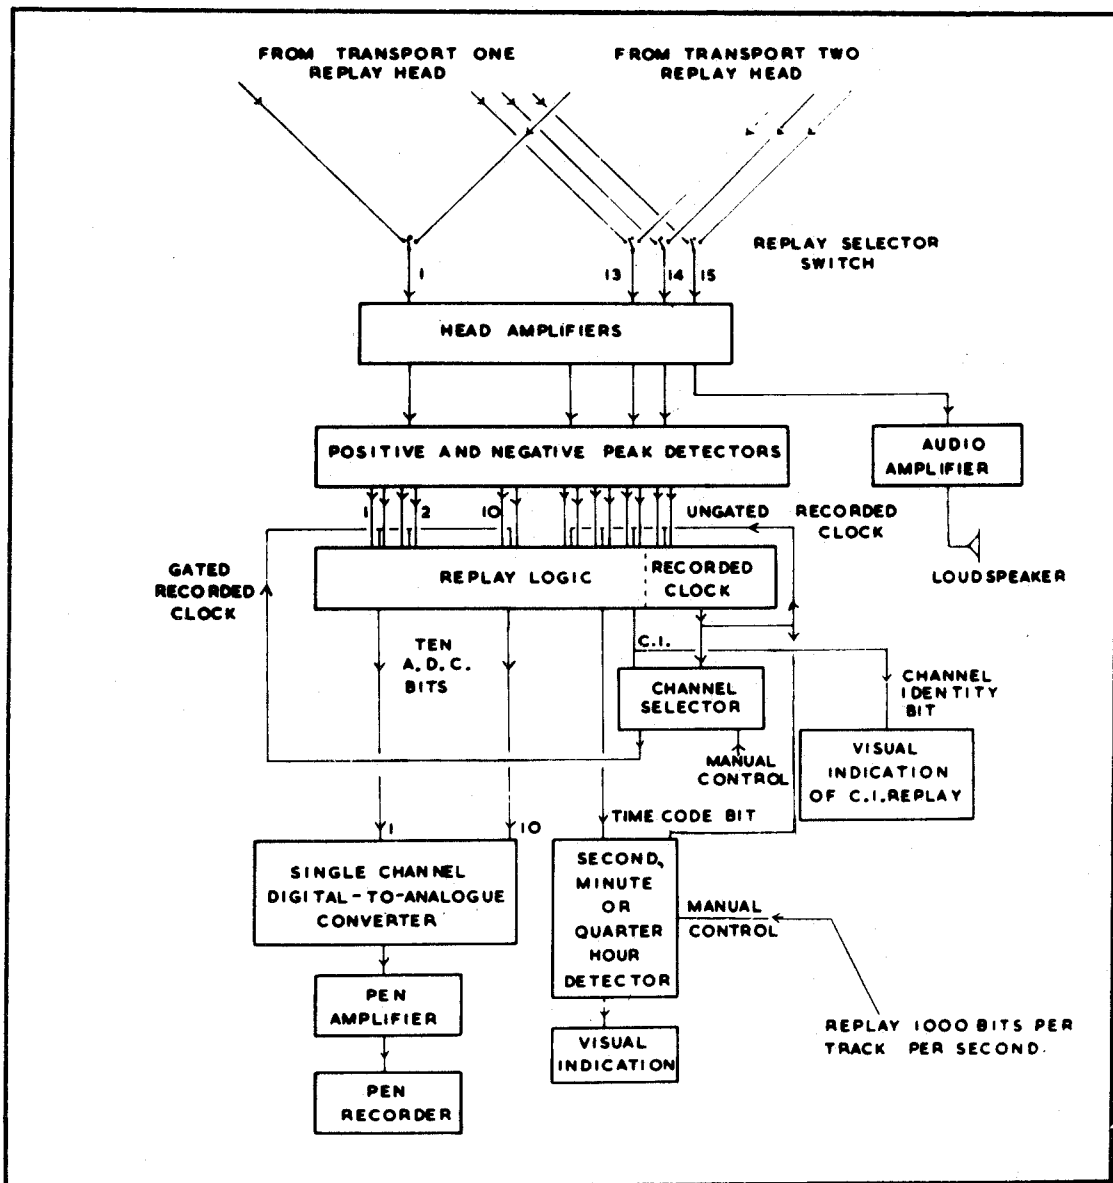 FROM TRANSPORT ONE
REPLAY HEAD
FROM TRANSPORT TWO
REPLAY HEAD
REPLAY SELECTOR
SWITCH
1
13
14
15
HEAD AMPLIFIERS
POSITIVE AND NEGATIVE PEAK DETECTORS
AUDIO
AMPLIFIER
1
2
10
UNGATED RECORDED
CLOCK
GATED
RECORDED
CLOCK
REPLAY LOGIC
RECORDED
CLOCK
LOUDSPEAKER
TEN
A.D.C.
BITS
C.I.
CHANNEL
SELECTOR
CHANNEL
IDENTITY
BIT
MANUAL
CONTROL
VISUAL
INDICATION
OF C.I. REPLAY
1
10
TIME CODE BIT
SINGLE CHANNEL
DIGITAL-TO-ANALOGUE
CONVERTER
SECOND,
MINUTE
OR
QUARTER
HOUR
DETECTOR
MANUAL
CONTROL
PEN
AMPLIFIER
VISUAL
INDICATION
REPLAY 1000 BITS PER
TRACK PER SECOND.
PEN
RECORDER